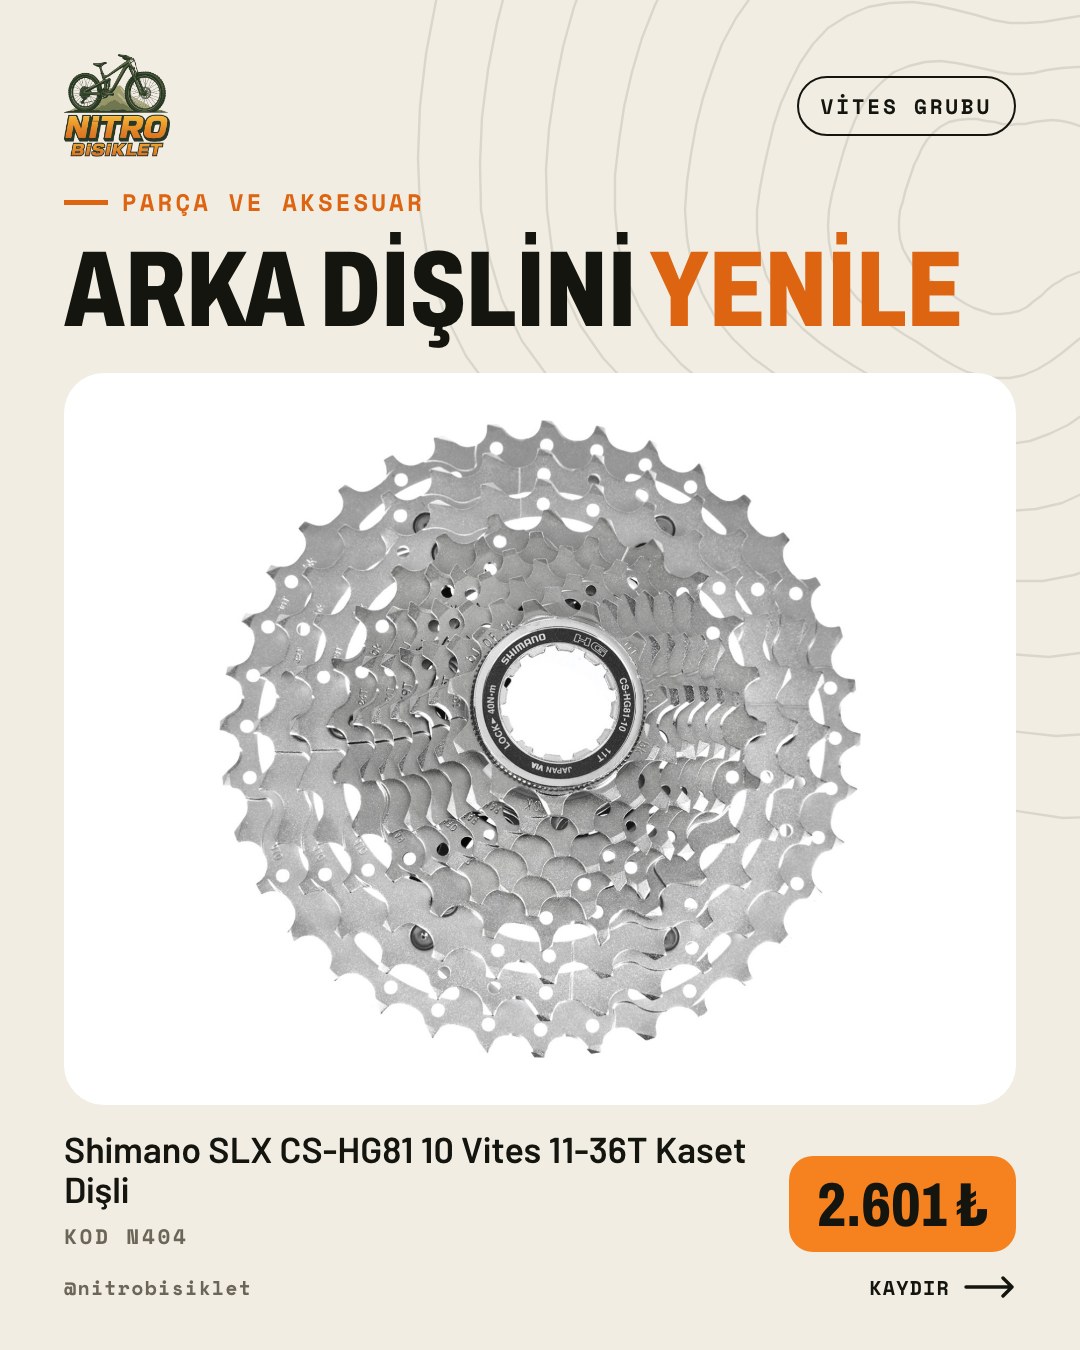 NiTRO
BISIKLET
VİTES GRUBU
PARÇA VE AKSESUAR
ARKA DİŞLİNİ YENİLE
SHIMANO HG
CS-HG81-10
11T
JAPAN VIA
LOCK 40N·m
Shimano SLX CS-HG81 10 Vites 11-36T Kaset
Dişli
KOD N404
2.601 ₺
@nitrobisiklet
KAYDIR